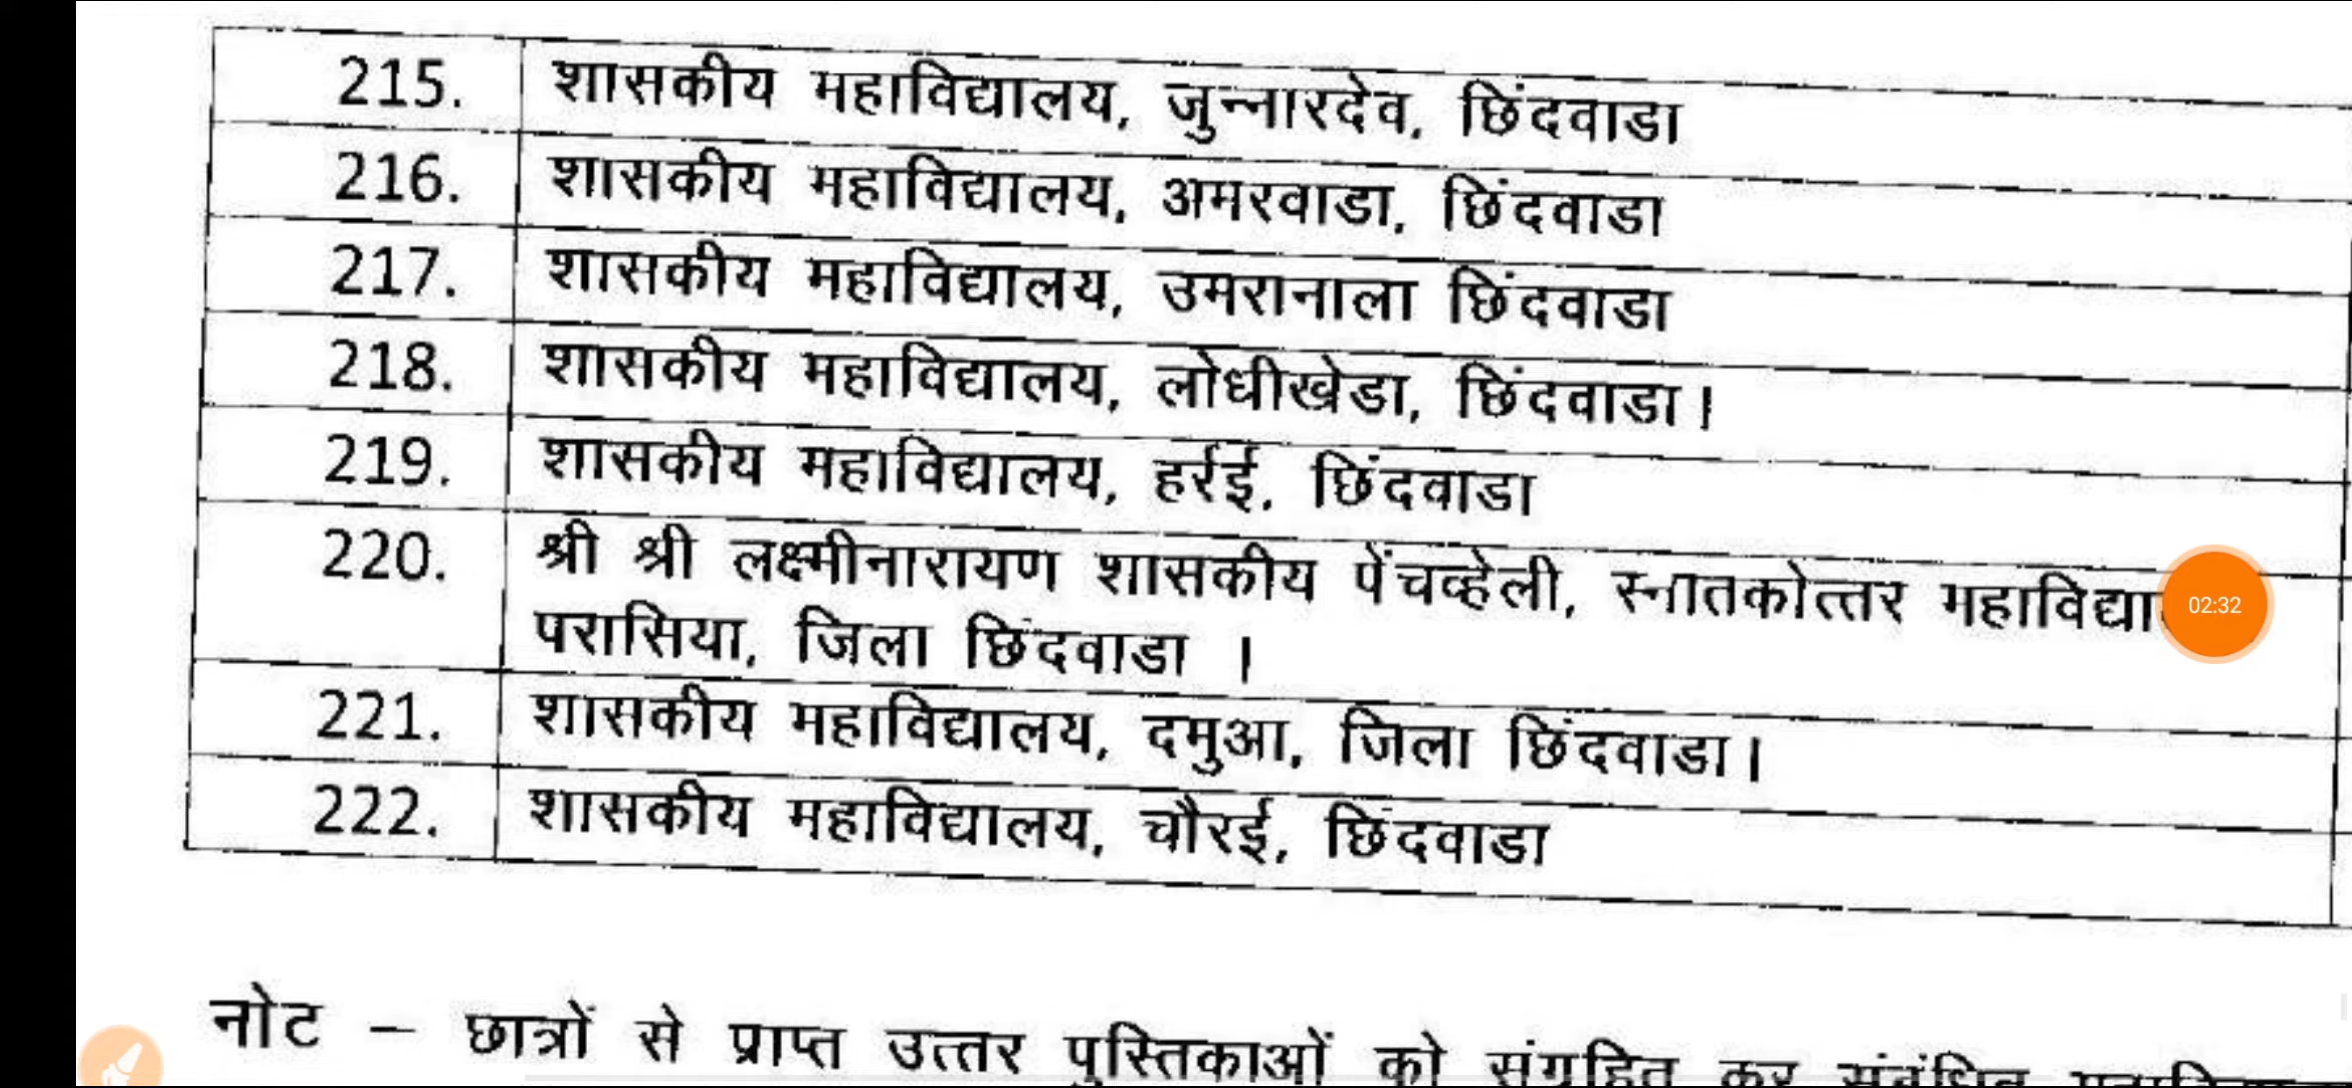 215. शासकीय महाविद्यालय, जुन्नारदेव, छिंदवाडा
216. शासकीय महाविद्यालय, अमरवाडा, छिंदवाडा
217. शासकीय महाविद्यालय, उमरानाला छिंदवाडा
218. शासकीय महाविद्यालय, लोधीखेडा, छिंदवाडा।
219. शासकीय महाविद्यालय, हर्रई, छिंदवाडा
220. श्री श्री लक्ष्मीनारायण शासकीय पेंचव्हेली, स्नातकोत्तर
02:32
परासिया, जिला छिंदवाडा ।
221. शासकीय महाविद्यालय, दमुआ, जिला छिंदवाडा।
222. शासकीय महाविद्यालय, चौरई, छिंदवाडा
नोट – छात्रों से प्राप्त उत्तर पुस्तिकाओं को संग्रहित कर संबंधित